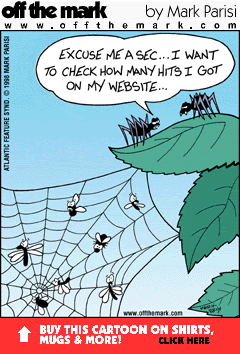 off the mark by Mark Parisi
www.offthemark.com
EXCUSE ME A SEC...I WANT
TO CHECK HOW MANY HITS I GOT
ON MY WEBSITE...
ATLANTIC FEATURE SYND. © 1998 MARK PARISI
www.offthemark.com
MARK PARISI
BUY THIS CARTOON ON SHIRTS,
MUGS & MORE! CLICK HERE